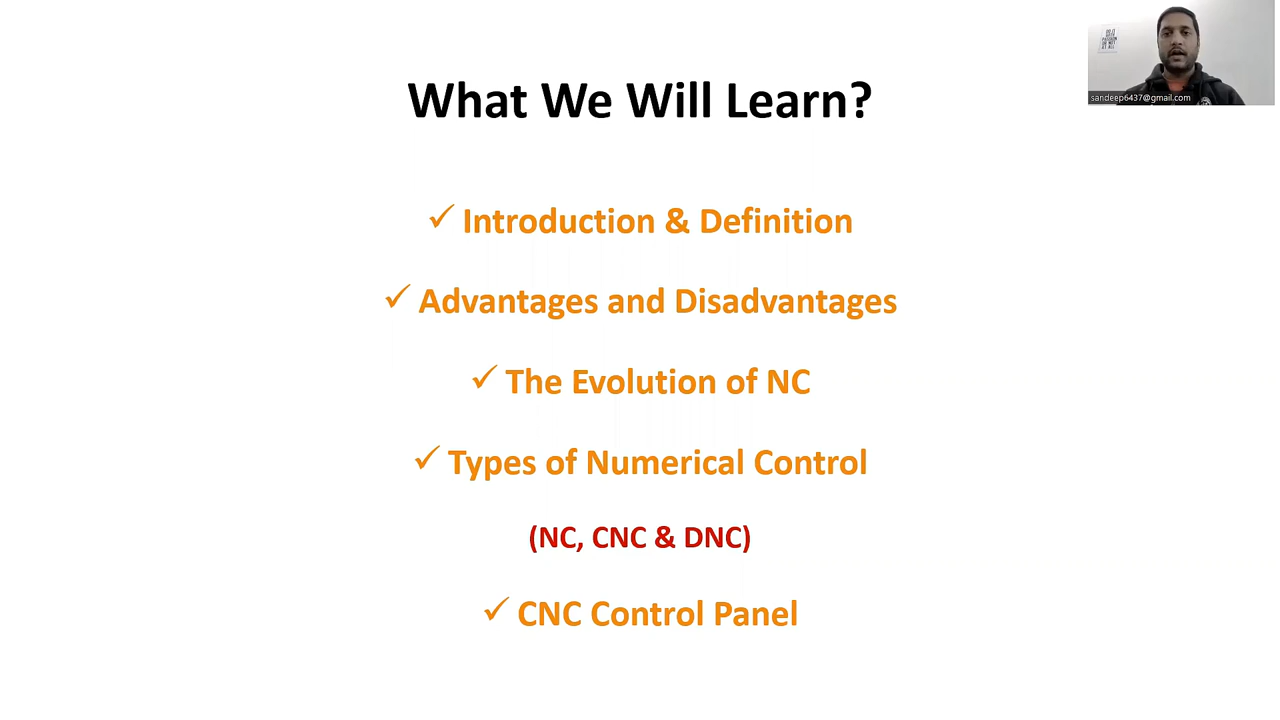 What We Will Learn?
sandeep6437@gmail.com
✓ Introduction & Definition
✓ Advantages and Disadvantages
✓ The Evolution of NC
✓ Types of Numerical Control
(NC, CNC & DNC)
✓ CNC Control Panel